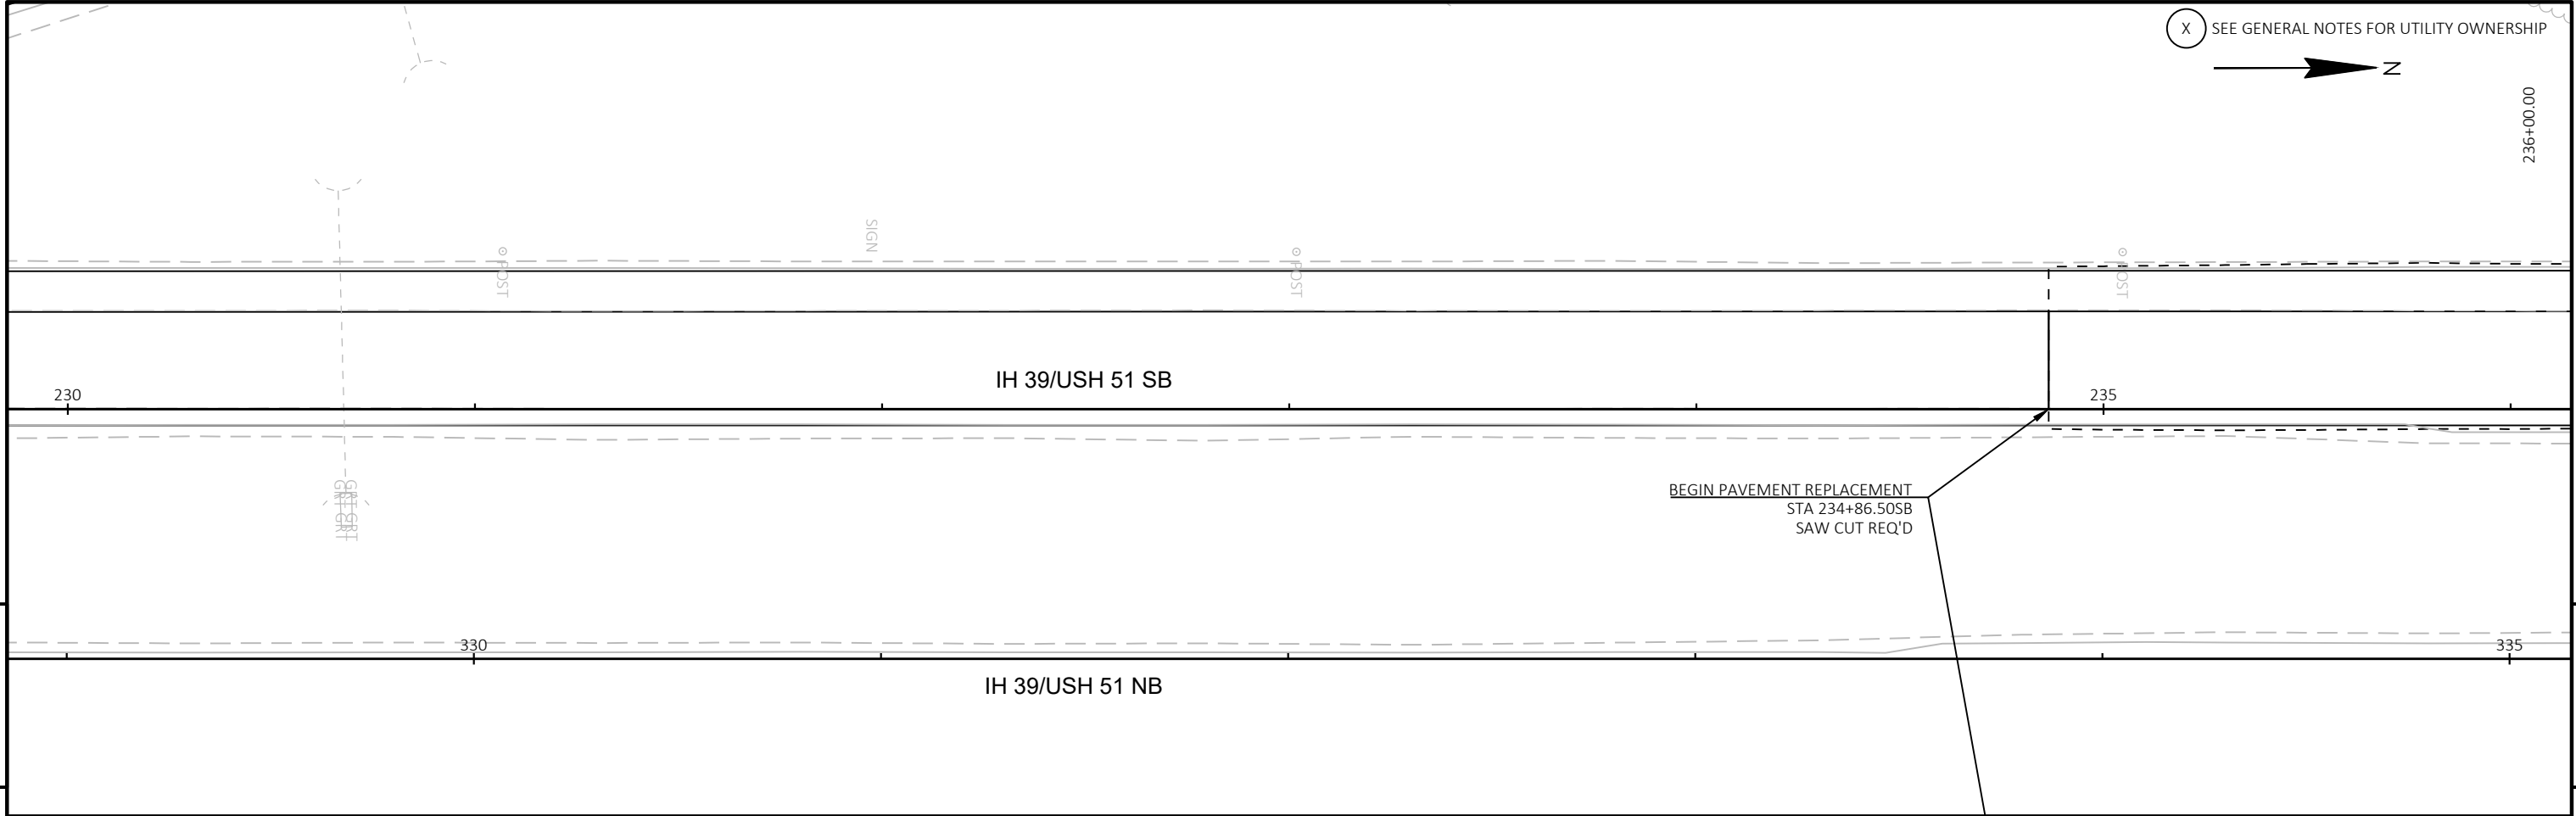 X SEE GENERAL NOTES FOR UTILITY OWNERSHIP
N
236+00.00
SIGN
POST
POST
POST
IH 39/USH 51 SB
230
235
BEGIN PAVEMENT REPLACEMENT
STA 234+86.50SB
SAW CUT REQ'D
330
335
IH 39/USH 51 NB